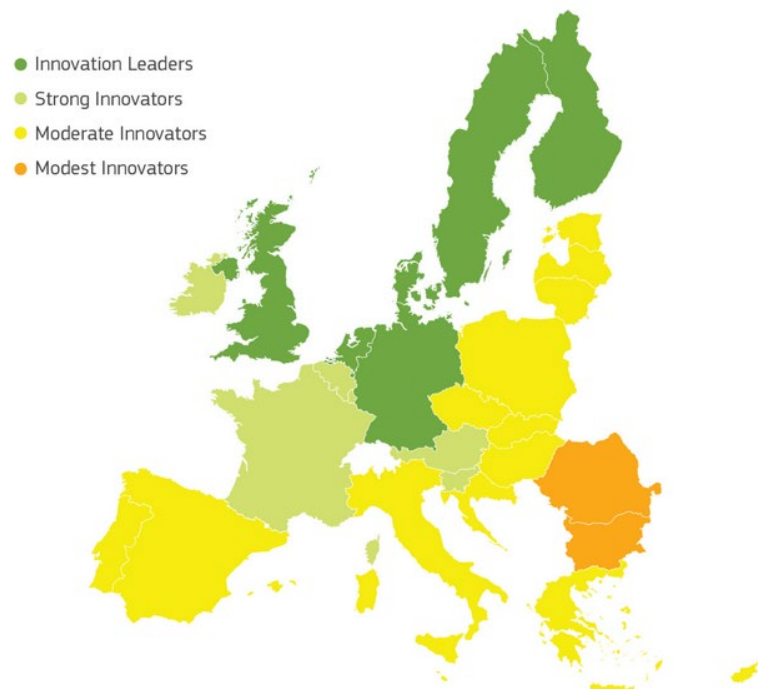 Innovation Leaders
Strong Innovators
Moderate Innovators
Modest Innovators